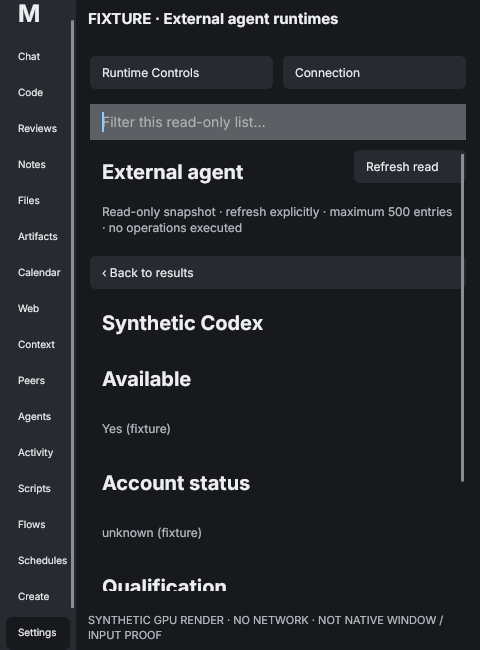 M
Chat
Code
Reviews
Notes
Files
Artifacts
Calendar
Web
Context
Peers
Agents
Activity
Scripts
Flows
Schedules
Create
Settings
FIXTURE · External agent runtimes
Runtime Controls
Connection
Filter this read-only list...
External agent
Refresh read
Read-only snapshot · refresh explicitly · maximum 500 entries
· no operations executed
‹ Back to results
Synthetic Codex
Available
Yes (fixture)
Account status
unknown (fixture)
Qualification
SYNTHETIC GPU RENDER · NO NETWORK · NOT NATIVE WINDOW /
INPUT PROOF